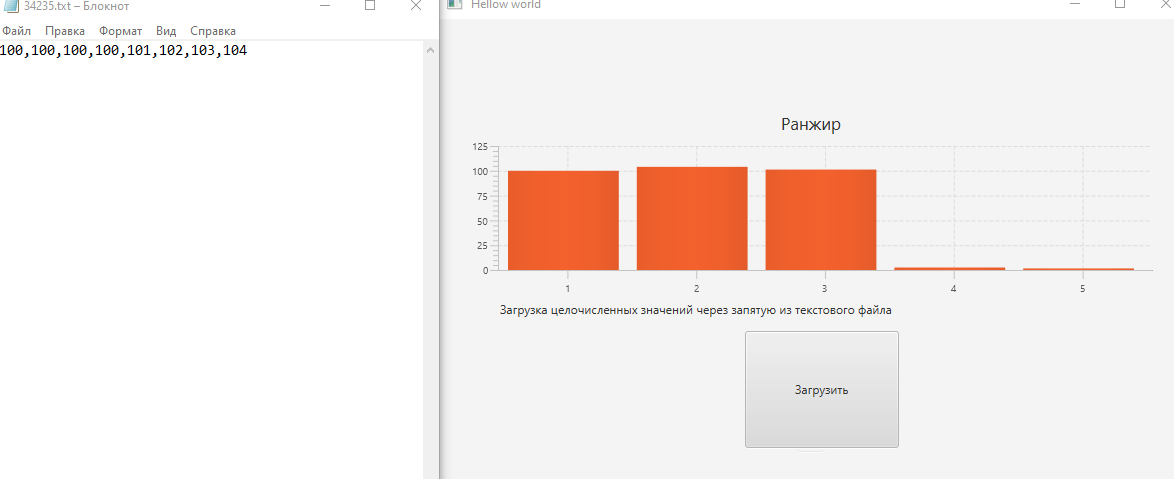 34235.txt – Блокнот
Файл Правка Формат Вид Справка
100,100,100,100,101,102,103,104
Hellow world
Ранжир
125
100
75
50
25
0
1 2 3 4 5
Загрузка целочисленных значений через запятую из текстового файла
Загрузить